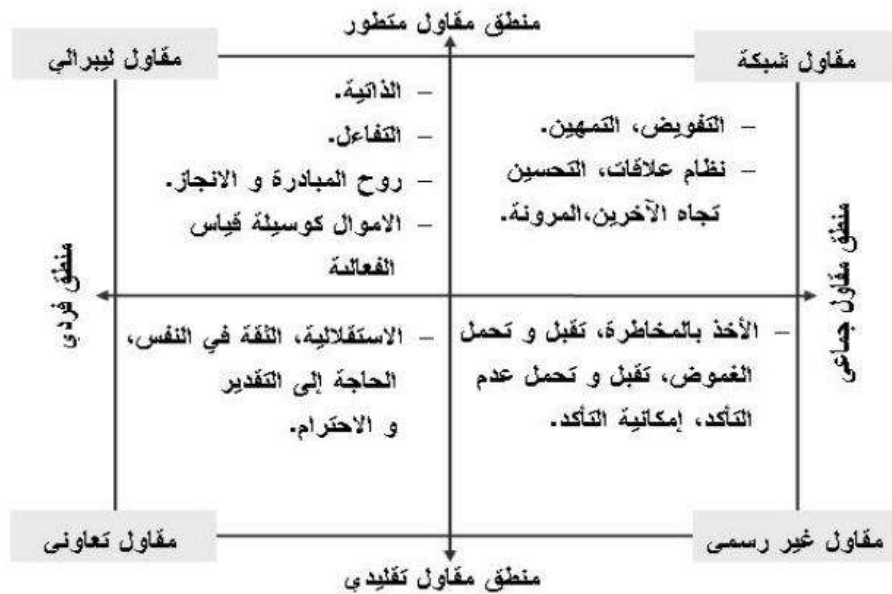 منطق مقاول متطور
مقاول شبكة
مقاول ليبرالي
– التفويض، التمهين.
– نظام علاقات، التحسين
تجاه الآخرين،المرونة.
– الذاتية.
– التفاعل.
– روح المبادرة و الانجاز.
– الاموال كوسيلة قياس
الفعالية
منطق مقاول جماعي
منطق فردي
– الأخذ بالمخاطرة، تقبل و تحمل
الغموض، تقبل و تحمل عدم
التأكد، إمكانية التأكد.
– الاستقلالية، الثقة في النفس،
الحاجة إلى التقدير
و الاحترام.
مقاول غير رسمي
مقاول تعاوني
منطق مقاول تقليدي